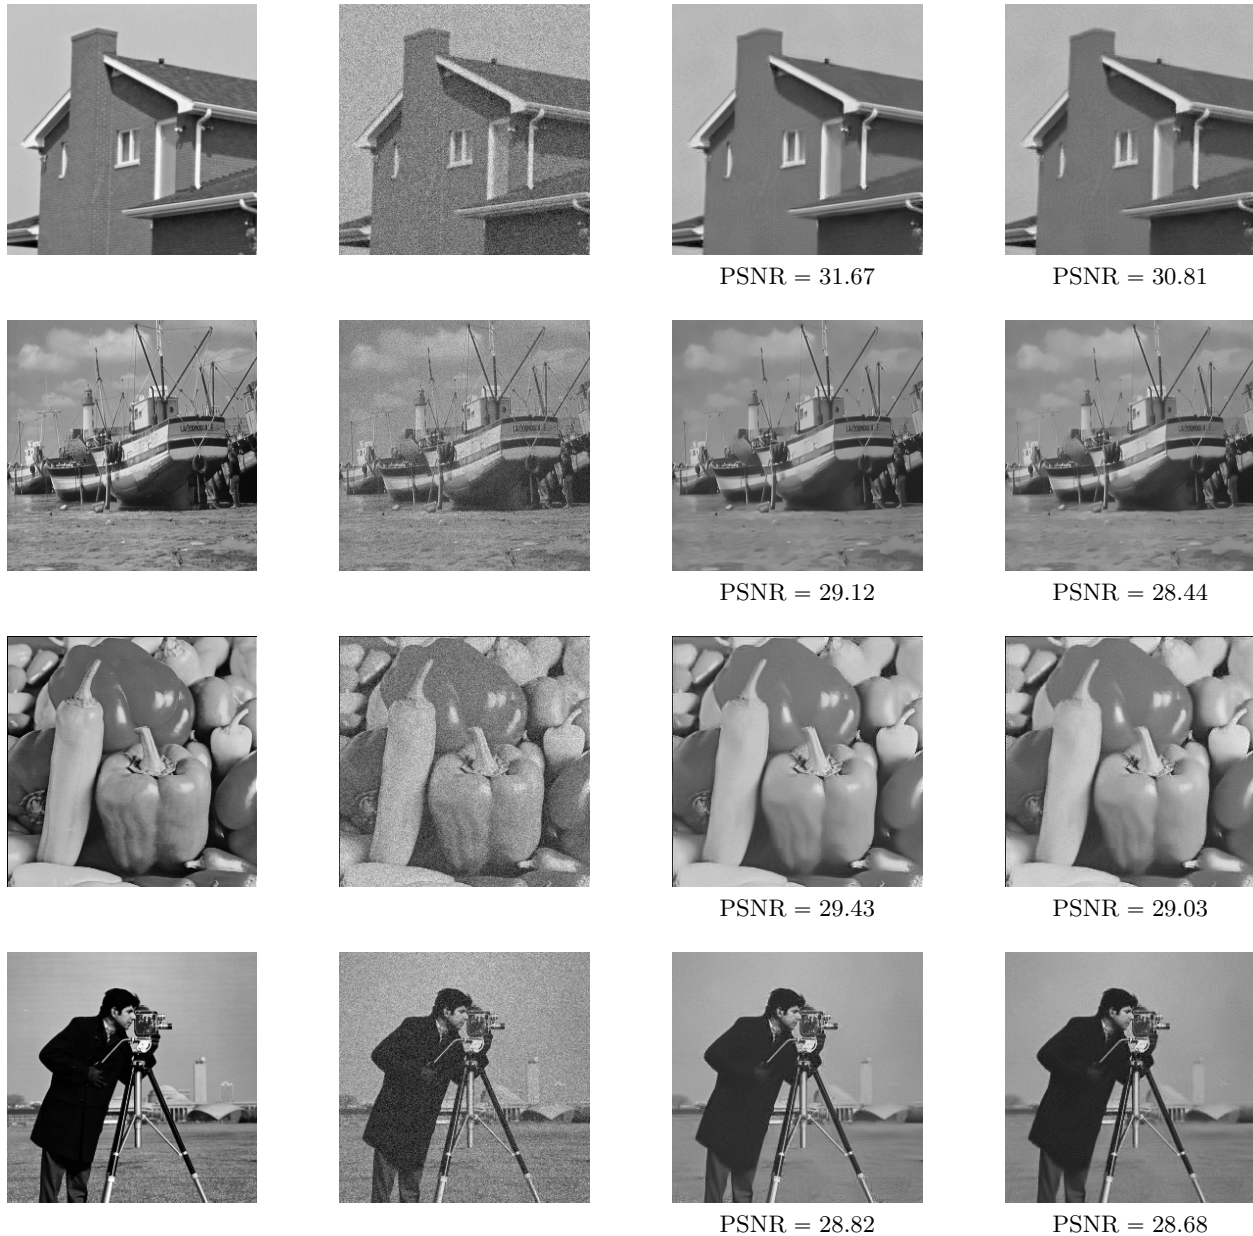 PSNR = 31.67
PSNR = 30.81
PSNR = 29.12
PSNR = 28.44
PSNR = 29.43
PSNR = 29.03
PSNR = 28.82
PSNR = 28.68